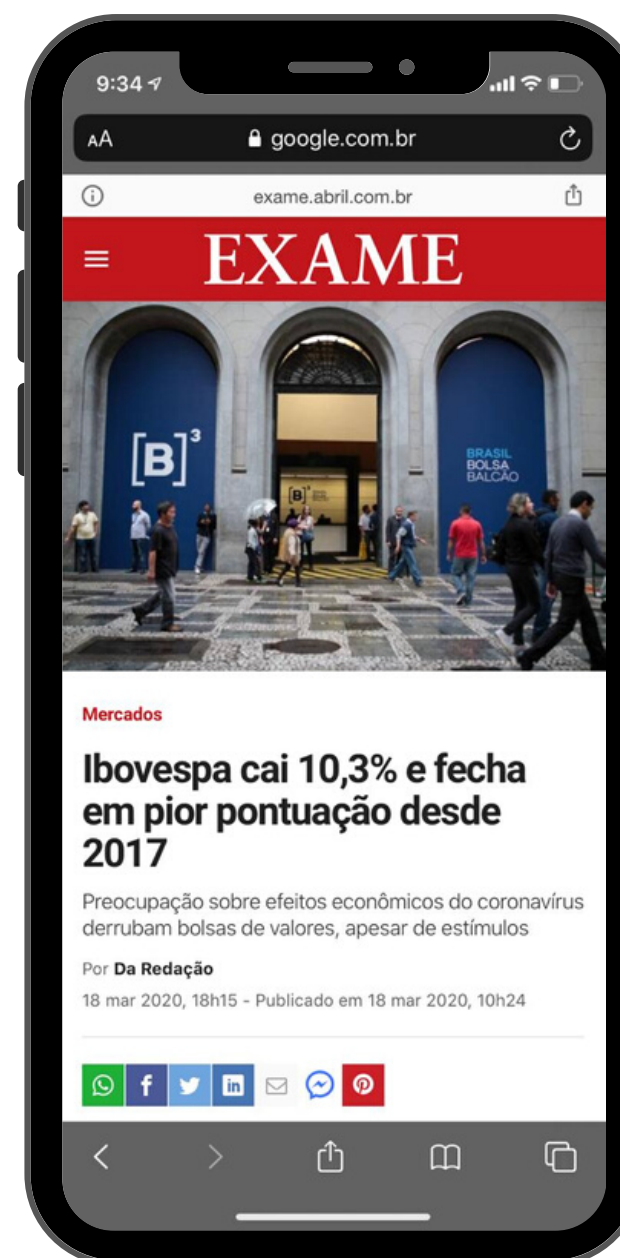 9:34
AA
google.com.br
exame.abril.com.br
EXAME
[B]³
BRASIL
BOLSA
BALCÃO
[B]³
Mercados
Ibovespa cai 10,3% e fecha
em pior pontuação desde
2017
Preocupação sobre efeitos econômicos do coronavírus
derrubam bolsas de valores, apesar de estímulos
Por Da Redação
18 mar 2020, 18h15 - Publicado em 18 mar 2020, 10h24